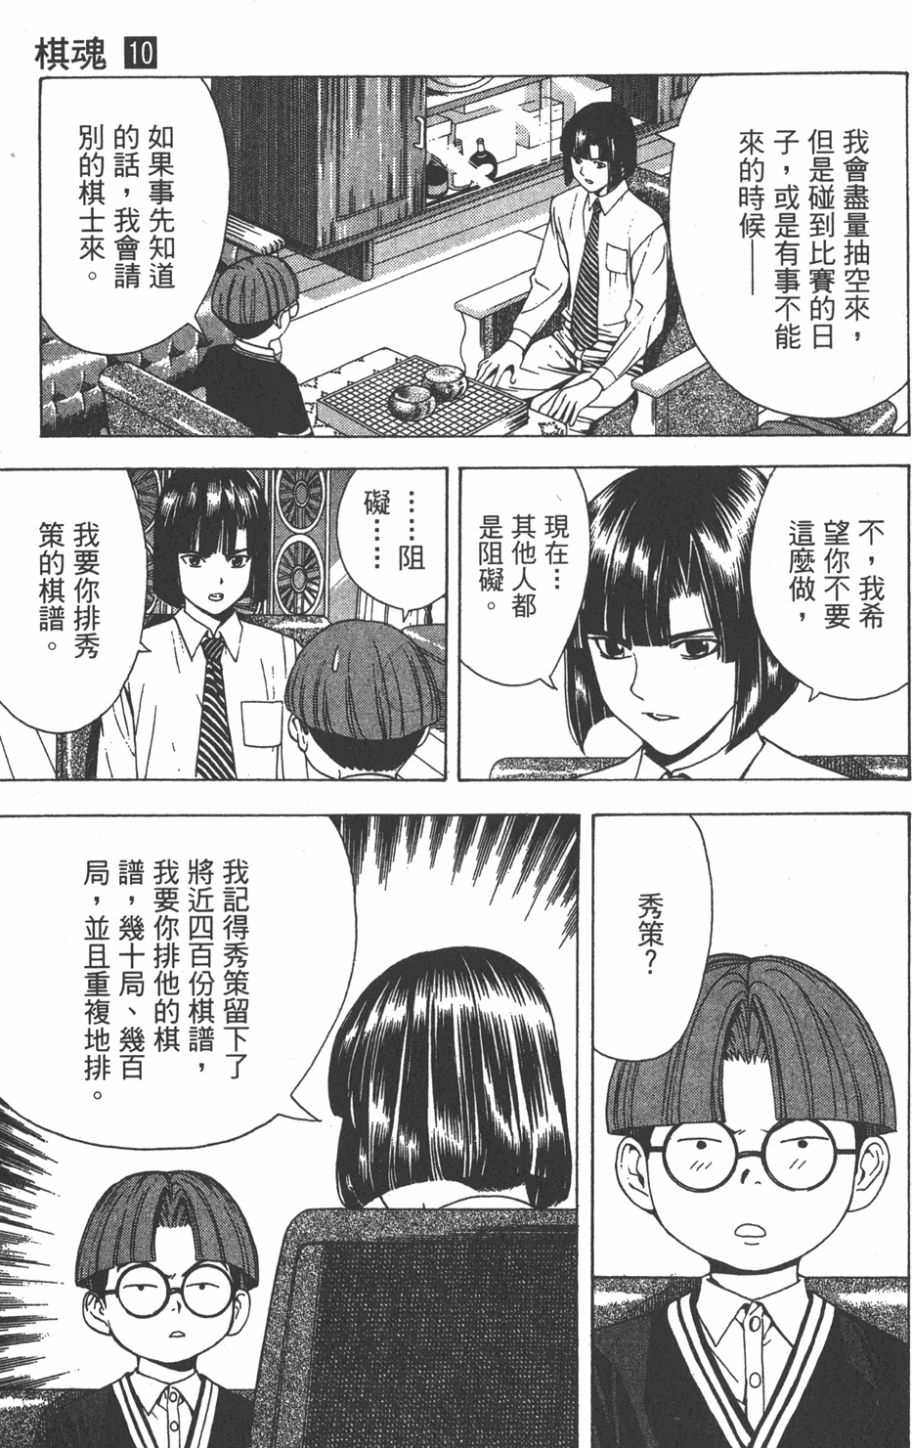 棋魂 10
我會盡量抽空來，
但是碰到比賽的日
子，或是有事不能
來的時候——
如果事先知道
的話，我會請
別的棋士來。
不，我希
望你不要
這麼做，
現在…
其他人都
是阻礙。
……阻
礙……
我要你排秀
策的棋譜。
秀策？
我記得秀策留下了
將近四百份棋譜，
我要你排他的棋
譜，幾十局、幾百
局，並且重複地排。